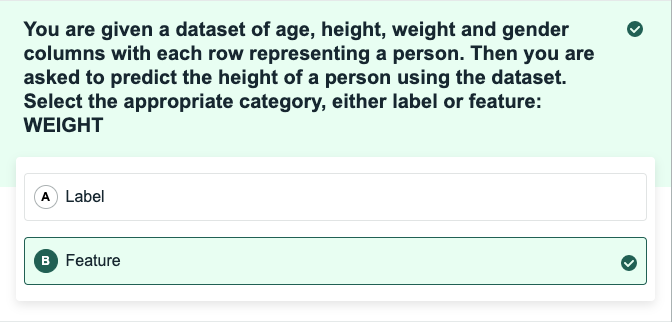 You are given a dataset of age, height, weight and gender
columns with each row representing a person. Then you are
asked to predict the height of a person using the dataset.
Select the appropriate category, either label or feature:
WEIGHT
A Label
B Feature